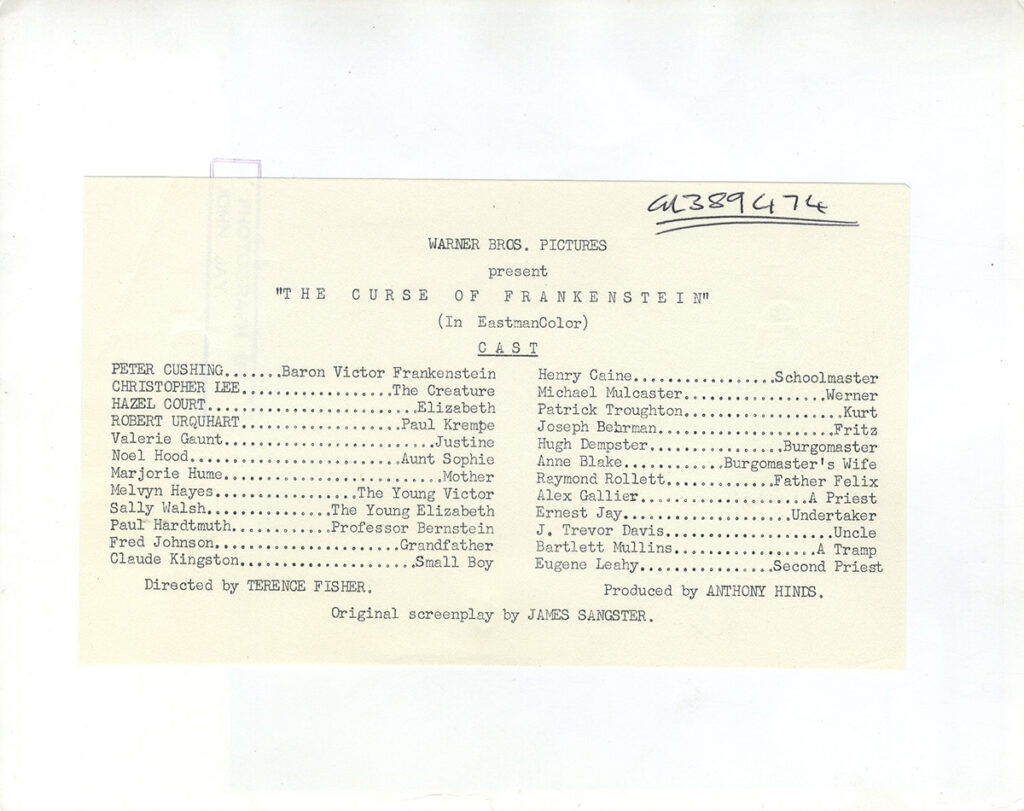 WARNER BROS. PICTURES
present
"THE CURSE OF FRANKENSTEIN"
(In EastmanColor)
CAST
PETER CUSHING.......Baron Victor Frankenstein
CHRISTOPHER LEE..................The Creature
HAZEL COURT.........................Elizabeth
ROBERT URQUHART...................Paul Krempe
Valerie Gaunt.........................Justine
Noel Hood.........................Aunt Sophie
Marjorie Hume..........................Mother
Melvyn Hayes.................The Young Victor
Sally Walsh...............The Young Elizabeth
Paul Hardtmuth............Professor Bernstein
Fred Johnson......................Grandfather
Claude Kingston.....................Small Boy
Henry Caine.................Schoolmaster
Michael Mulcaster.................Werner
Patrick Troughton...................Kurt
Joseph Behrman.....................Fritz
Hugh Dempster................Burgomaster
Anne Blake............Burgomaster's Wife
Raymond Rollett.............Father Felix
Alex Gallier....................A Priest
Ernest Jay....................Undertaker
J. Trevor Davis....................Uncle
Bartlett Mullins.................A Tramp
Eugene Leahy................Second Priest
Directed by TERENCE FISHER.
Produced by ANTHONY HINDS.
Original screenplay by JAMES SANGSTER.